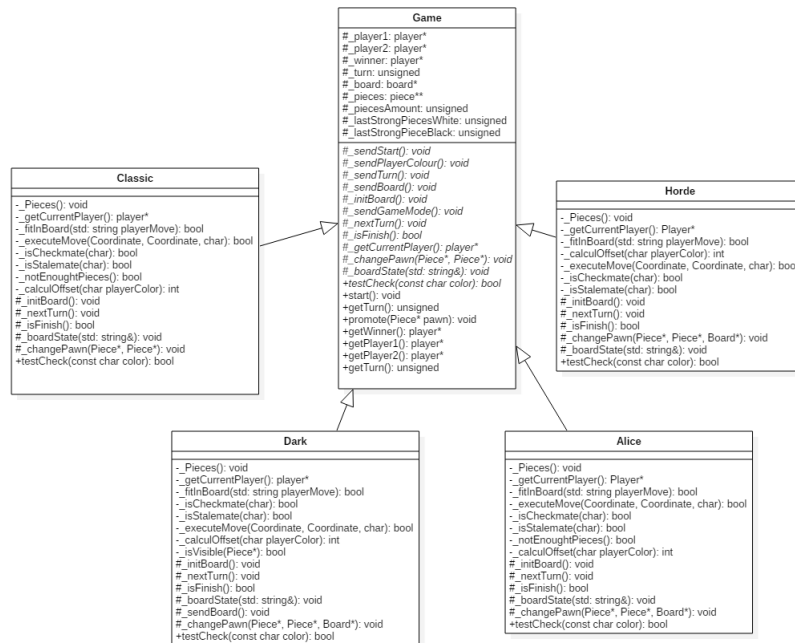 Game
#_player1: player*
#_player2: player*
#_winner: player*
#_turn: unsigned
#_board: board*
#_pieces: piece**
#_piecesAmount: unsigned
#_lastStrongPiecesWhite: unsigned
#_lastStrongPieceBlack: unsigned
#_sendStart(): void
#_sendPlayerColour(): void
#_sendTurn(): void
#_sendBoard(): void
#_initBoard(): void
#_sendGameMode(): void
#_nextTurn(): void
#_isFinish(): bool
#_getCurrentPlayer(): player*
#_changePawn(Piece*, Piece*): void
#_boardState(std: string&): void
+testCheck(const char color): bool
+start(): void
+getTurn(): unsigned
+promote(Piece* pawn): void
+getWinner(): player*
+getPlayer1(): player*
+getPlayer2(): player*
+getTurn(): unsigned
Classic
-_Pieces(): void
-_getCurrentPlayer(): player*
-_fitInBoard(std: string playerMove): bool
-_executeMove(Coordinate, Coordinate, char): bool
-_isCheckmate(char): bool
-_isStalemate(char): bool
-_notEnoughtPieces(): bool
-_calculOffset(char playerColor): int
#_initBoard(): void
#_nextTurn(): void
#_isFinish(): bool
#_boardState(std: string&): void
#_changePawn(Piece*, Piece*): void
+testCheck(const char color): bool
Horde
-_Pieces(): void
-_getCurrentPlayer(): Player*
-_fitInBoard(std: string playerMove): bool
-_calculOffset(char playerColor): int
-_executeMove(Coordinate, Coordinate, char): bool
-_isCheckmate(char): bool
-_isStalemate(char): bool
#_initBoard(): void
#_nextTurn(): void
#_isFinish(): bool
#_changePawn(Piece*, Piece*, Board*): void
#_boardState(std: string&): void
+testCheck(const char color): bool
Dark
-_Pieces(): void
-_getCurrentPlayer(): player*
-_fitInBoard(std: string playerMove): bool
-_isCheckmate(char): bool
-_isStalemate(char): bool
-_executeMove(Coordinate, Coordinate, char): bool
-_calculOffset(char playerColor): int
-_isVisible(Piece*): bool
#_initBoard(): void
#_nextTurn(): void
#_isFinish(): bool
#_boardState(std: string&): void
#_sendBoard(): void
#_changePawn(Piece*, Piece*, Board*): void
+testCheck(const char color): bool
Alice
-_Pieces(): void
-_getCurrentPlayer(): Player*
-_fitInBoard(std: string playerMove): bool
-_executeMove(Coordinate, Coordinate, char): bool
-_isCheckmate(char): bool
-_isStalemate(char): bool
-_notEnoughtPieces(): bool
-_calculOffset(char playerColor): int
#_initBoard(): void
#_nextTurn(): void
#_isFinish(): bool
#_boardState(std: string&): void
#_changePawn(Piece*, Piece*, Board*): void
+testCheck(const char color): bool